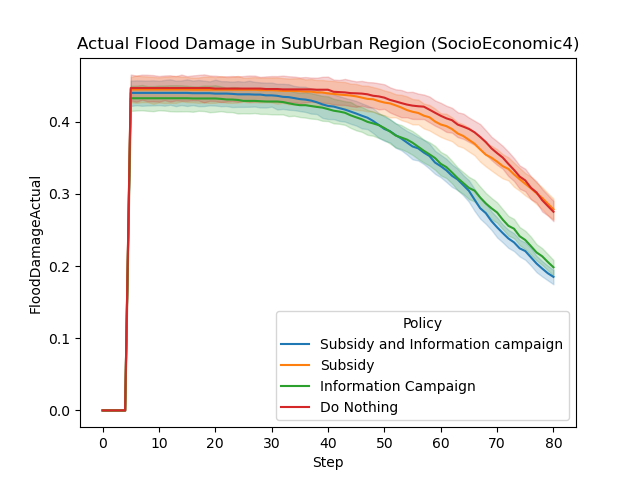 Actual Flood Damage in SubUrban Region (SocioEconomic4)
FloodDamageActual
0.4
0.3
0.2
0.1
0.0
Policy
Subsidy and Information campaign
Subsidy
Information Campaign
Do Nothing
0 10 20 30 40 50 60 70 80
Step